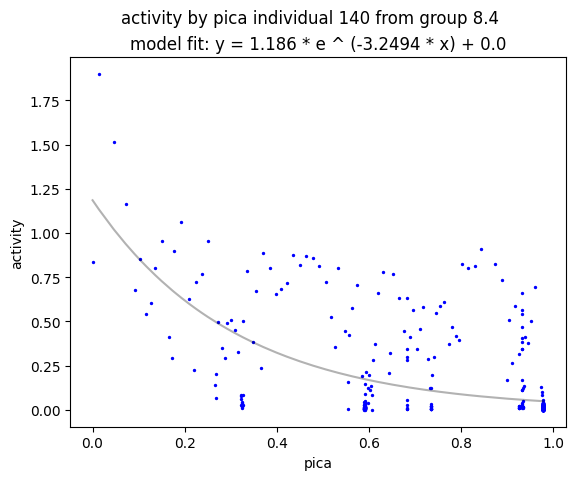 activity by pica individual 140 from group 8.4
model fit: y = 1.186 * e ^ (-3.2494 * x) + 0.0
activity
1.75
1.50
1.25
1.00
0.75
0.50
0.25
0.00
0.0 0.2 0.4 0.6 0.8 1.0
pica